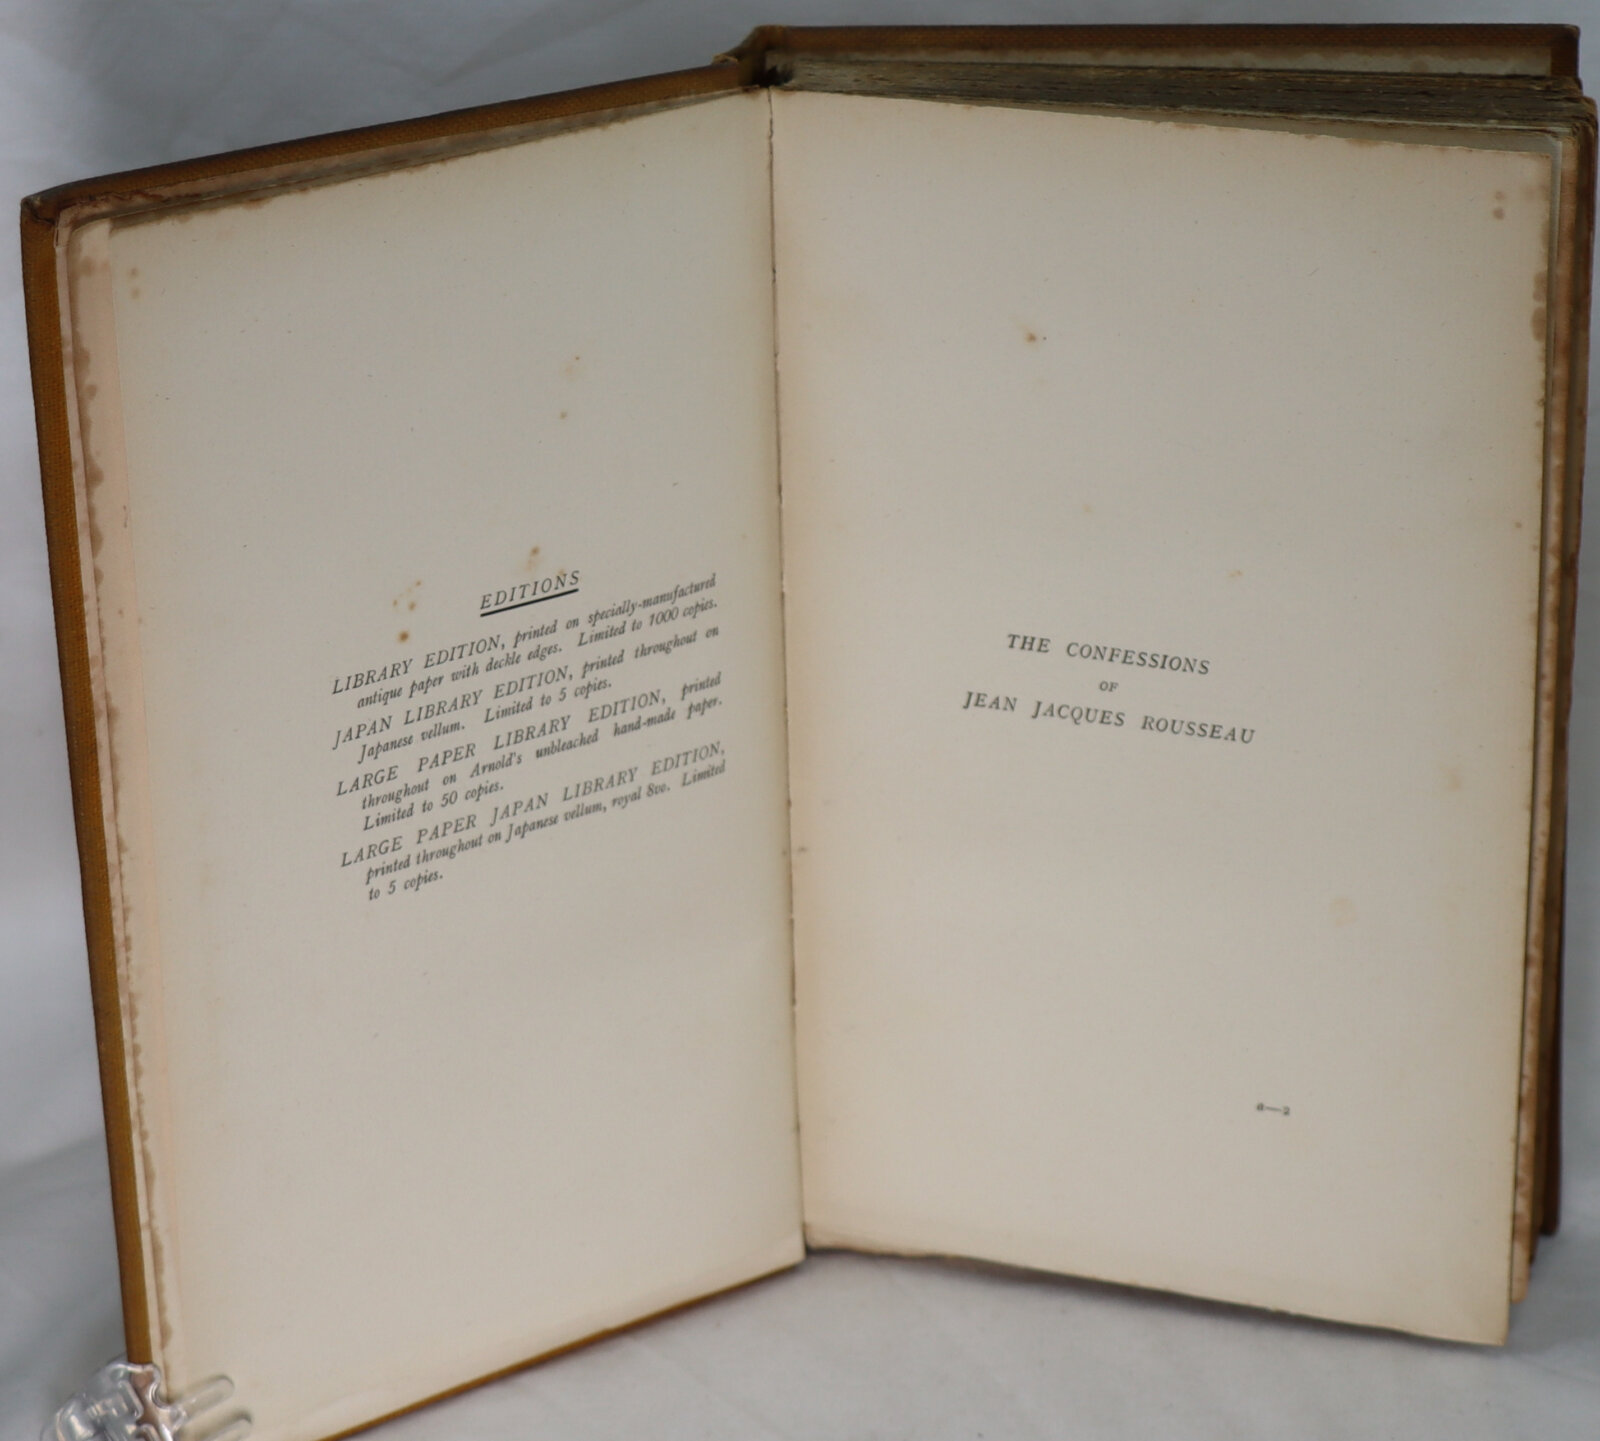 EDITIONS
LIBRARY EDITION, printed on specially-manufactured
antique paper with deckle edges. Limited to 1000 copies.
JAPAN LIBRARY EDITION, printed throughout on
Japanese vellum. Limited to 5 copies.
LARGE PAPER LIBRARY EDITION, printed
throughout on Arnold's unbleached hand-made paper.
Limited to 50 copies.
LARGE PAPER JAPAN LIBRARY EDITION,
printed throughout on Japanese vellum, royal 8vo. Limited
to 5 copies.
THE CONFESSIONS
OF
JEAN JACQUES ROUSSEAU
a—2